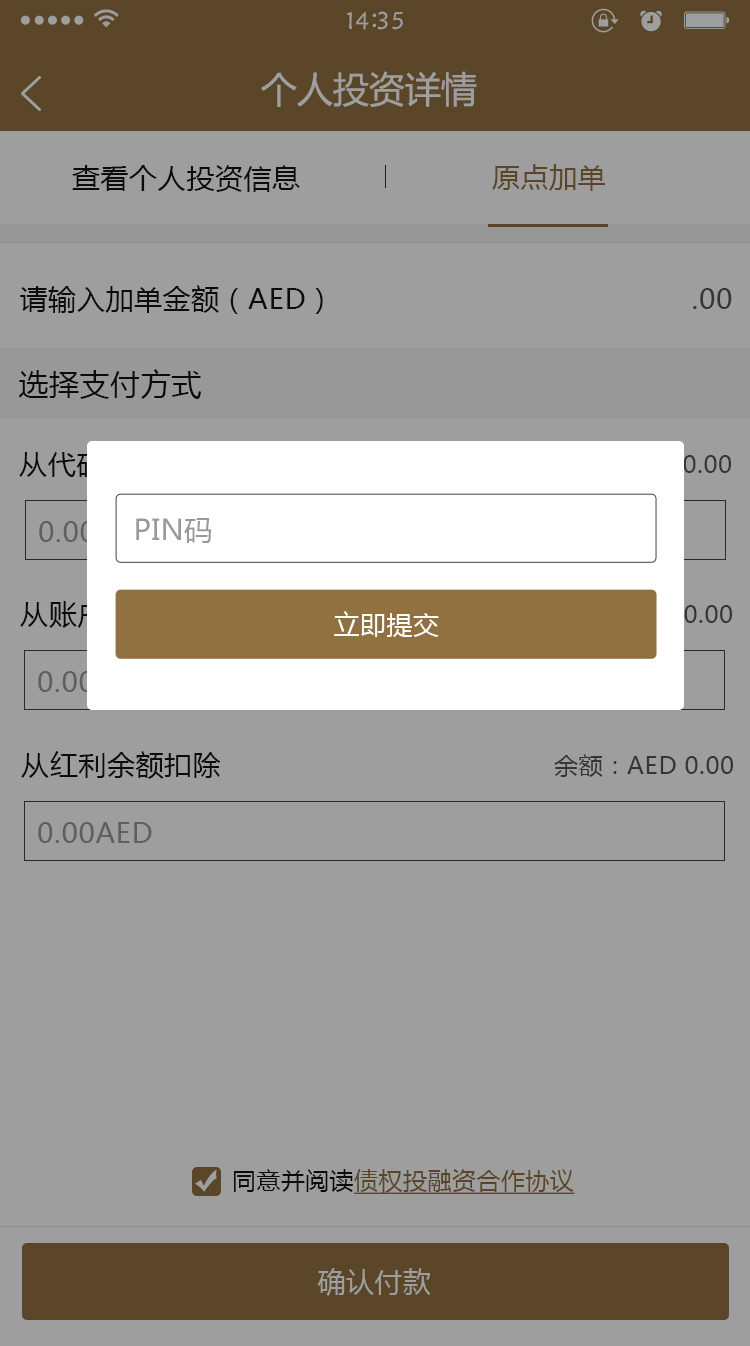 14:35
个人投资详情
查看个人投资信息
原点加单
请输入加单金额（AED）
.00
选择支付方式
从代
0.00
0.00
PIN码
立即提交
从账
0.00
0.00
从红利余额扣除
余额：AED 0.00
0.00AED
同意并阅读债权投融资合作协议
确认付款